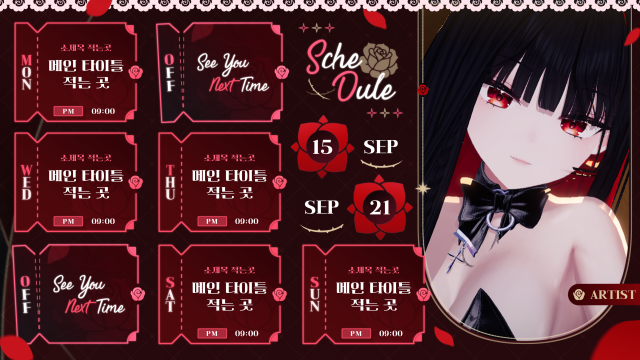 MON
소제목 적는곳
메인 타이틀
적는 곳
PM 09:00
OFF
See You
Next Time
Sche
Dule
15 SEP
SEP 21
WED
소제목 적는곳
메인 타이틀
적는 곳
PM 09:00
THU
소제목 적는곳
메인 타이틀
적는 곳
PM 09:00
OFF
See You
Next Time
SAT
소제목 적는곳
메인 타이틀
적는 곳
PM 09:00
SUN
소제목 적는곳
메인 타이틀
적는 곳
PM 09:00
ARTIST